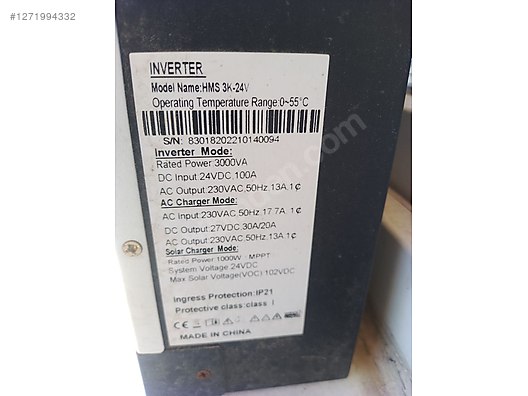 #1271994332
INVERTER
Model Name:HMS 3K-24V
Operating Temperature Range:0~55°C
S/N: 83018202210140094
Inverter Mode:
Rated Power:3000VA
DC Input:24VDC,100A
AC Output:230VAC,50Hz,13A,1¢
AC Charger Mode:
AC Input:230VAC,50Hz,17.7A 1¢
DC Output:27VDC,30A/20A
AC Output:230VAC,50Hz,13A,1¢
Solar Charger Mode:
Rated Power:1000W MPPT
System Voltage:24VDC
Max Solar Voltage(VOC):102VDC
Ingress Protection:IP21
Protective class:class I
CE
MADE IN CHINA